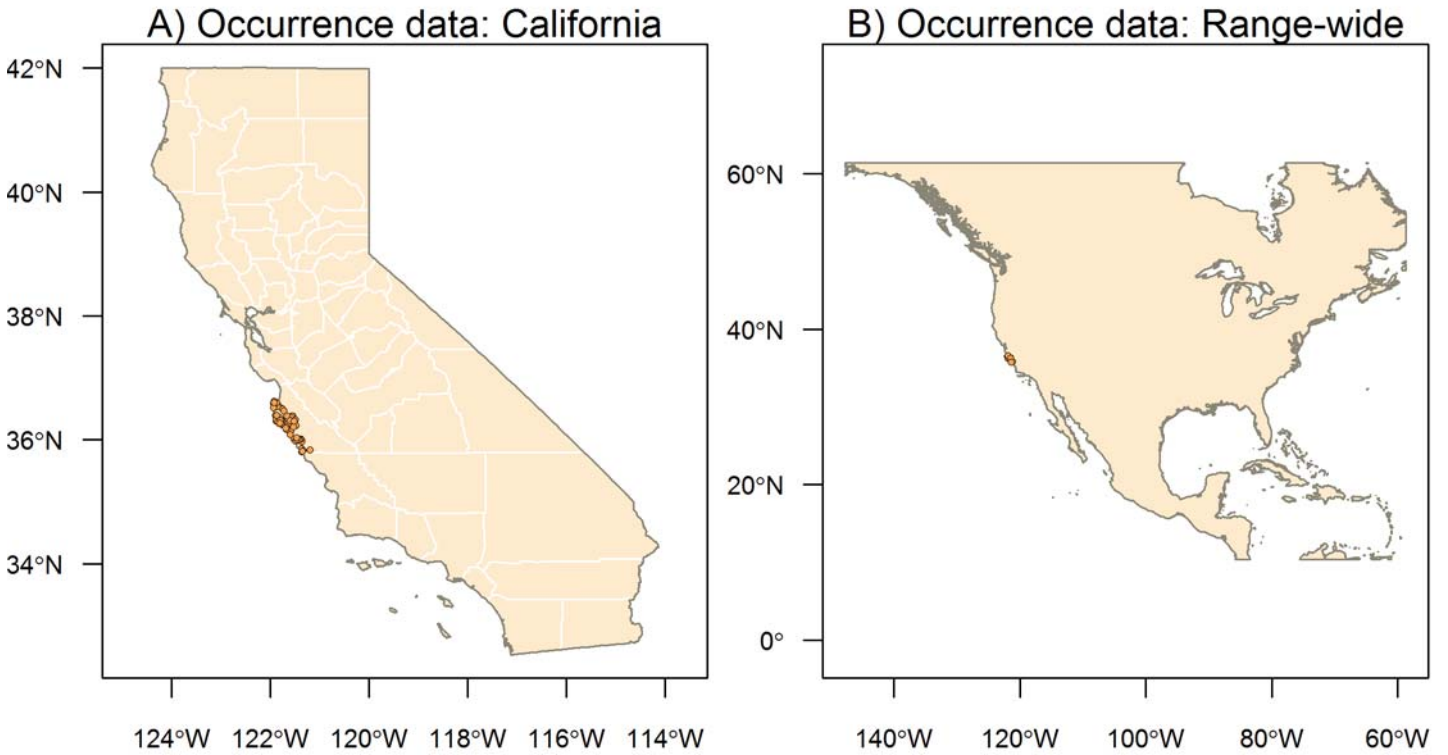 A) Occurrence data: California
42°N
40°N
38°N
36°N
34°N
124°W 122°W 120°W 118°W 116°W 114°W
B) Occurrence data: Range-wide
60°N
40°N
20°N
0°
140°W 120°W 100°W 80°W 60°W